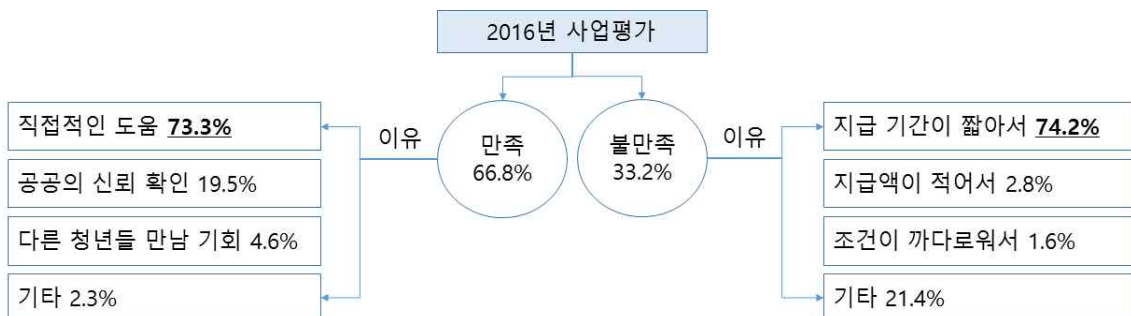 2016년 사업평가
직접적인 도움 73.3%
공공의 신뢰 확인 19.5%
다른 청년들 만남 기회 4.6%
기타 2.3%
이유
만족
66.8%
불만족
33.2%
이유
지급 기간이 짧아서 74.2%
지급액이 적어서 2.8%
조건이 까다로워서 1.6%
기타 21.4%